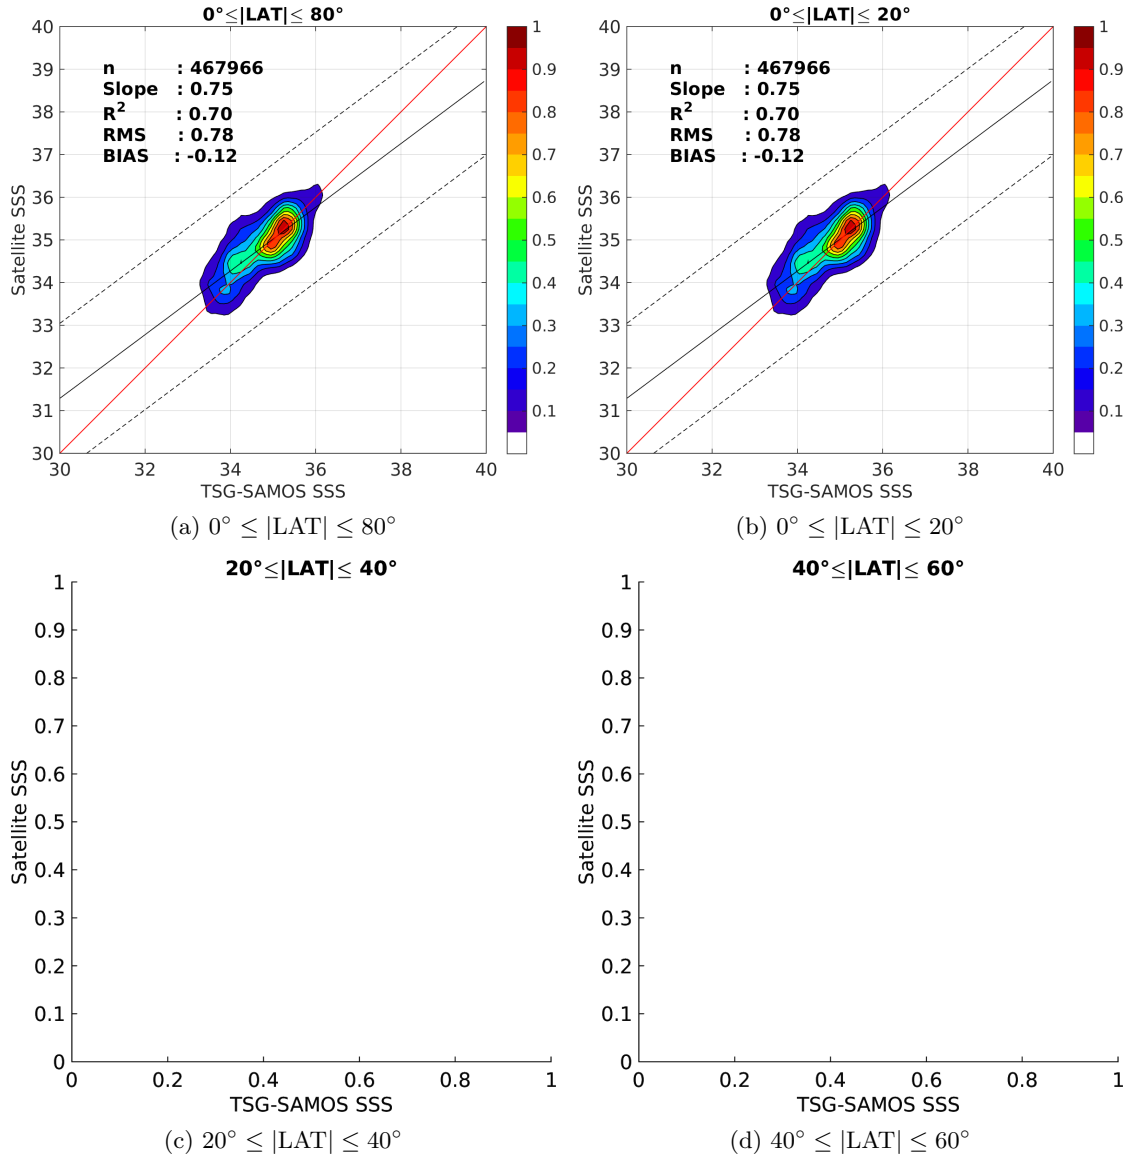 0°≤|LAT|≤ 80°
40
39
38
37
36
35
34
33
32
31
30
Satellite SSS
n : 467966
Slope : 0.75
R² : 0.70
RMS : 0.78
BIAS : -0.12
30 32 34 36 38 40
TSG-SAMOS SSS
1
0.9
0.8
0.7
0.6
0.5
0.4
0.3
0.2
0.1
(a) 0° ≤ |LAT| ≤ 80°
0°≤|LAT|≤ 20°
40
39
38
37
36
35
34
33
32
31
30
Satellite SSS
n : 467966
Slope : 0.75
R² : 0.70
RMS : 0.78
BIAS : -0.12
30 32 34 36 38 40
TSG-SAMOS SSS
1
0.9
0.8
0.7
0.6
0.5
0.4
0.3
0.2
0.1
(b) 0° ≤ |LAT| ≤ 20°
20°≤|LAT|≤ 40°
1
0.9
0.8
0.7
0.6
0.5
0.4
0.3
0.2
0.1
0
Satellite SSS
0 0.2 0.4 0.6 0.8 1
TSG-SAMOS SSS
(c) 20° ≤ |LAT| ≤ 40°
40°≤|LAT|≤ 60°
1
0.9
0.8
0.7
0.6
0.5
0.4
0.3
0.2
0.1
0
Satellite SSS
0 0.2 0.4 0.6 0.8 1
TSG-SAMOS SSS
(d) 40° ≤ |LAT| ≤ 60°